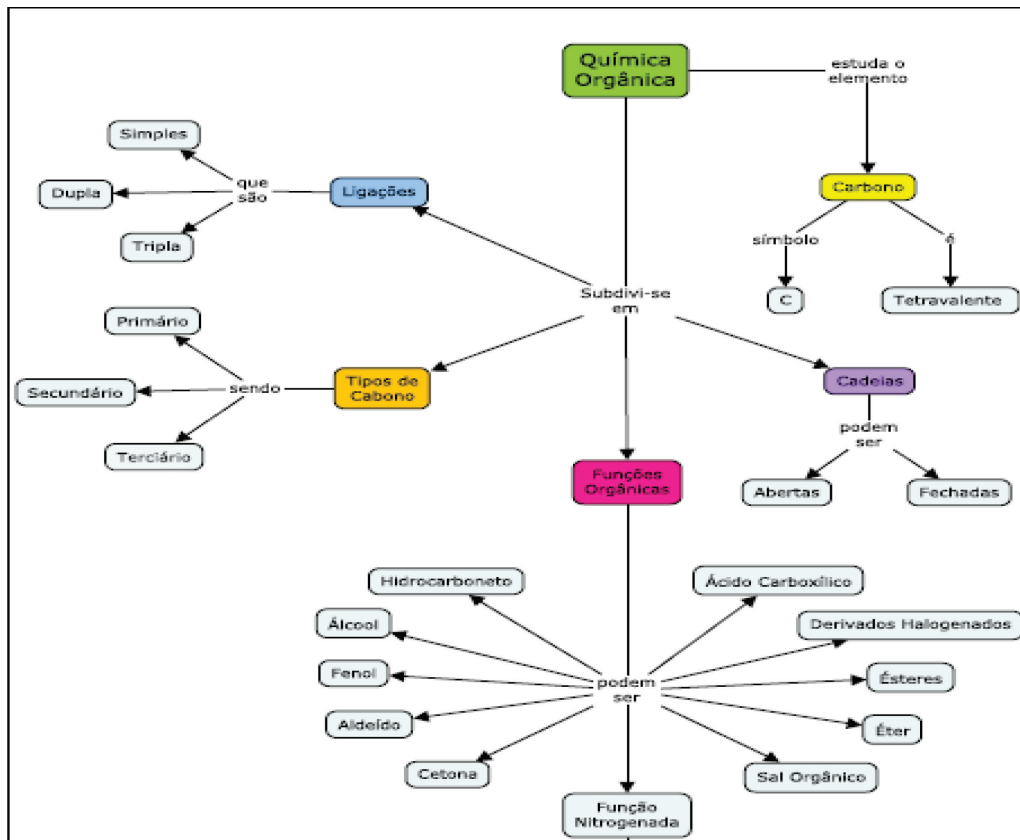 Química
Orgânica
estuda o
elemento
Carbono
símbolo
é
C
Tetravalente
Simples
Dupla
Tripla
que
são
Ligações
Subdivi-se
em
Primário
Secundário
Terciário
sendo
Tipos de
Cabono
Cadeias
podem
ser
Abertas
Fechadas
Funções
Orgânicas
Hidrocarboneto
Ácido Carboxílico
Álcool
Derivados Halogenados
Fenol
podem
ser
Ésteres
Aldeído
Éter
Cetona
Sal Orgânico
Função
Nitrogenada